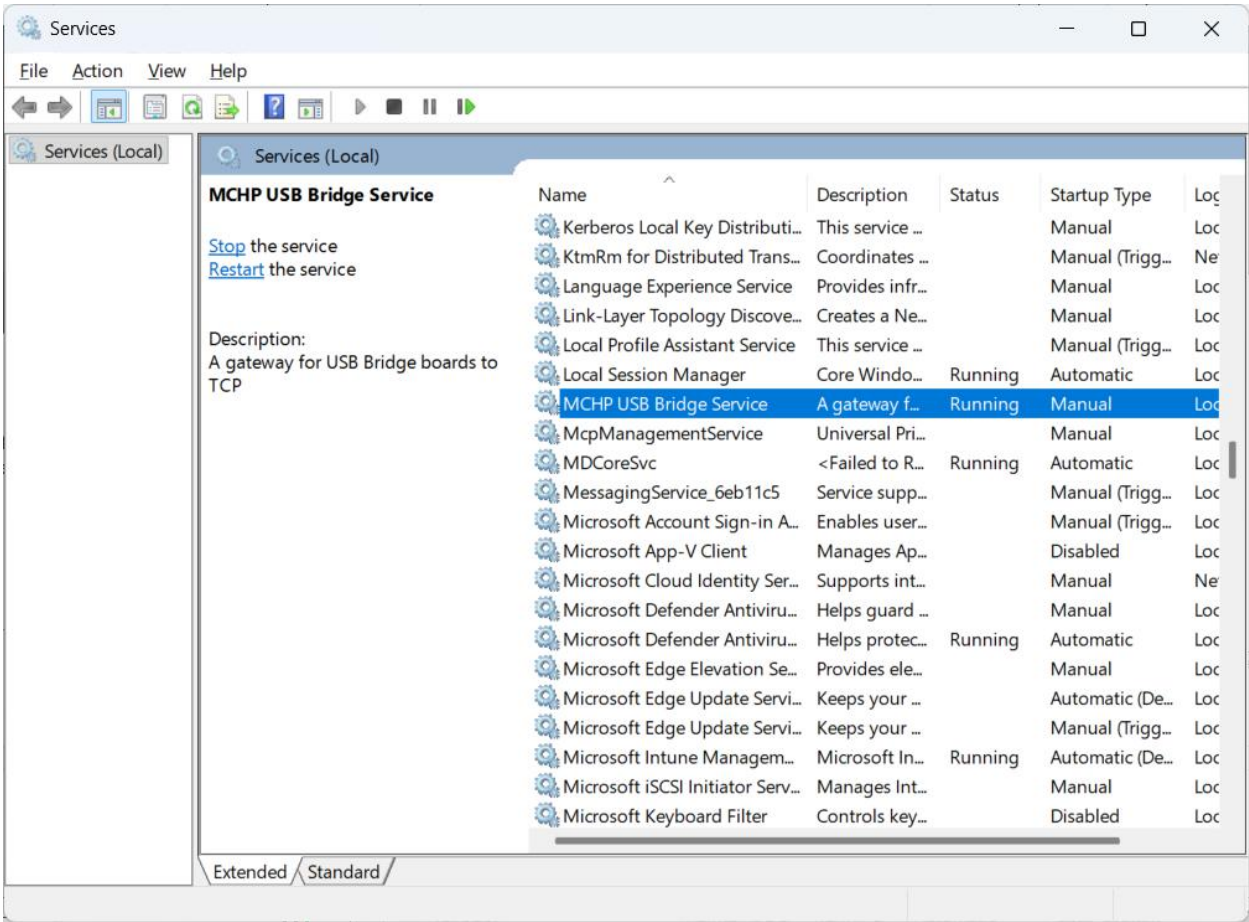 Services
File Action View Help
Services (Local)
Services (Local)
MCHP USB Bridge Service
Stop the service
Restart the service
Description:
A gateway for USB Bridge boards to
TCP
Name Description Status Startup Type Log
Kerberos Local Key Distributi... This service ... Manual Loc
KtmRm for Distributed Trans... Coordinates ... Manual (Trigg... Ne
Language Experience Service Provides infr... Manual Loc
Link-Layer Topology Discove... Creates a Ne... Manual Loc
Local Profile Assistant Service This service ... Manual (Trigg... Loc
Local Session Manager Core Windo... Running Automatic Loc
MCHP USB Bridge Service A gateway f... Running Manual Loc
McpManagementService Universal Pri... Manual Loc
MDCoreSvc <Failed to R... Running Automatic Loc
MessagingService_6eb11c5 Service supp... Manual (Trigg... Loc
Microsoft Account Sign-in A... Enables user... Manual (Trigg... Loc
Microsoft App-V Client Manages Ap... Disabled Loc
Microsoft Cloud Identity Ser... Supports int... Manual Ne
Microsoft Defender Antiviru... Helps guard ... Manual Loc
Microsoft Defender Antiviru... Helps protec... Running Automatic Loc
Microsoft Edge Elevation Se... Provides ele... Manual Loc
Microsoft Edge Update Servi... Keeps your ... Automatic (De... Loc
Microsoft Edge Update Servi... Keeps your ... Manual (Trigg... Loc
Microsoft Intune Managem... Microsoft In... Running Automatic (De... Loc
Microsoft iSCSI Initiator Serv... Manages Int... Manual Loc
Microsoft Keyboard Filter Controls key... Disabled Loc
Extended Standard